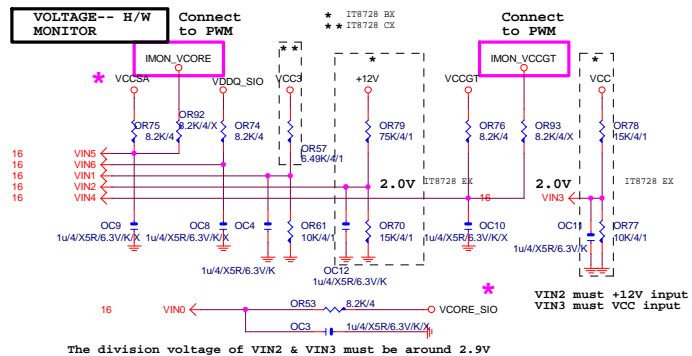 VOLTAGE-- H/W
MONITOR
Connect
to PWM
* IT8728 BX
** IT8728 CX
Connect
to PWM
IMON_VCORE
IMON_VCCGT
* VCCSA
VDDQ_SIO
**
VCC3
*
+12V
VCCGT
*
VCC
OR75
8.2K/4
OR92
8.2K/4/X
OR74
8.2K/4
OR57
6.49K/4/1
OR79
75K/4/1
OR76
8.2K/4
OR93
8.2K/4/X
OR78
15K/4/1
16 VIN5
16 VIN6
16 VIN1
16 VIN2
16 VIN4
2.0V
IT8728 EX
16
2.0V
VIN3
IT8728 EX
OC9
1u/4/X5R/6.3V/K/X
OC8
1u/4/X5R/6.3V/K/X
OC4
1u/4/X5R/6.3V/K
OR61
10K/4/1
OC12
1u/4/X5R/6.3V/K
OR70
15K/4/1
OC10
1u/4/X5R/6.3V/K/X
OC11
1u/4/X5R/6.3V/K
OR77
10K/4/1
*
16 VIN0
OR53
8.2K/4
VCORE_SIO
OC3
1u/4/X5R/6.3V/K/X
VIN2 must +12V input
VIN3 must VCC input
The division voltage of VIN2 & VIN3 must be around 2.9V